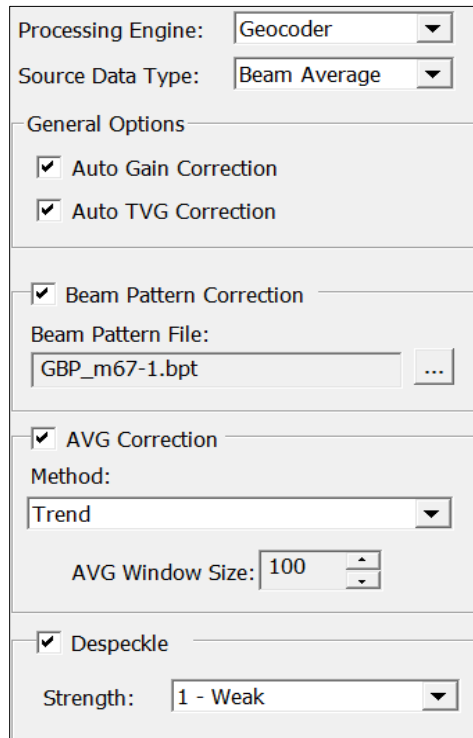 Processing Engine: Geocoder
Source Data Type: Beam Average
General Options
Auto Gain Correction
Auto TVG Correction
Beam Pattern Correction
Beam Pattern File:
GBP_m67-1.bpt ...
AVG Correction
Method:
Trend
AVG Window Size: 100
Despeckle
Strength: 1 - Weak